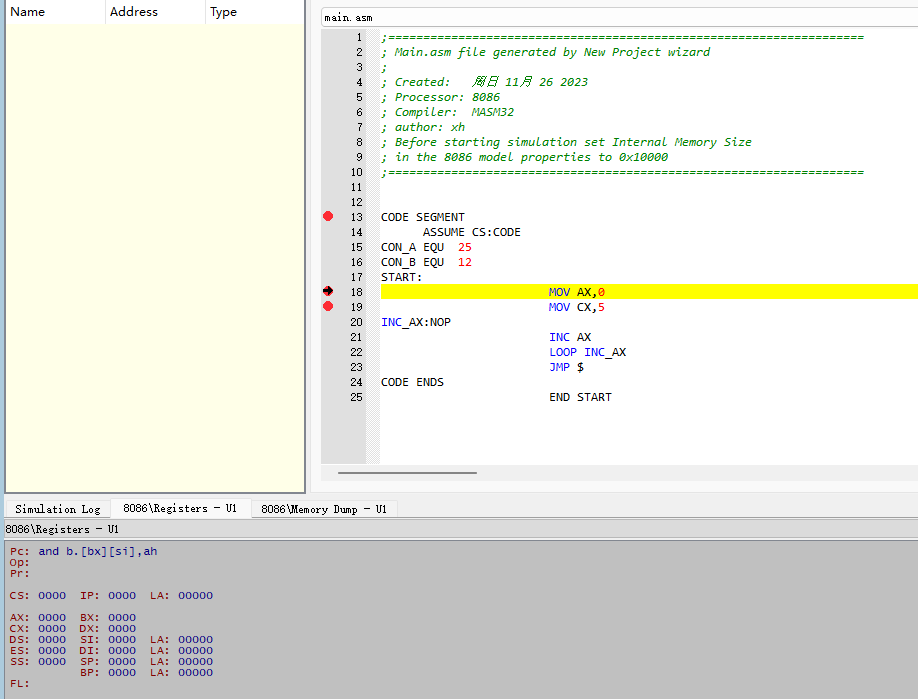 Name Address Type
main.asm
1 ;====================================================================
2 ; Main.asm file generated by New Project wizard
3 ;
4 ; Created: 周日 11月 26 2023
5 ; Processor: 8086
6 ; Compiler: MASM32
7 ; author: xh
8 ; Before starting simulation set Internal Memory Size
9 ; in the 8086 model properties to 0x10000
10 ;====================================================================
11
12
13 CODE SEGMENT
14 ASSUME CS:CODE
15 CON_A EQU 25
16 CON_B EQU 12
17 START:
18 MOV AX,0
19 MOV CX,5
20 INC_AX:NOP
21 INC AX
22 LOOP INC_AX
23 JMP $
24 CODE ENDS
25 END START
Simulation Log 8086\Registers - U1 8086\Memory Dump - U1
8086\Registers - U1
Pc: and b.[bx][si],ah
Op:
Pr:
CS: 0000 IP: 0000 LA: 00000
AX: 0000 BX: 0000
CX: 0000 DX: 0000
DS: 0000 SI: 0000 LA: 00000
ES: 0000 DI: 0000 LA: 00000
SS: 0000 SP: 0000 LA: 00000
BP: 0000 LA: 00000
FL: